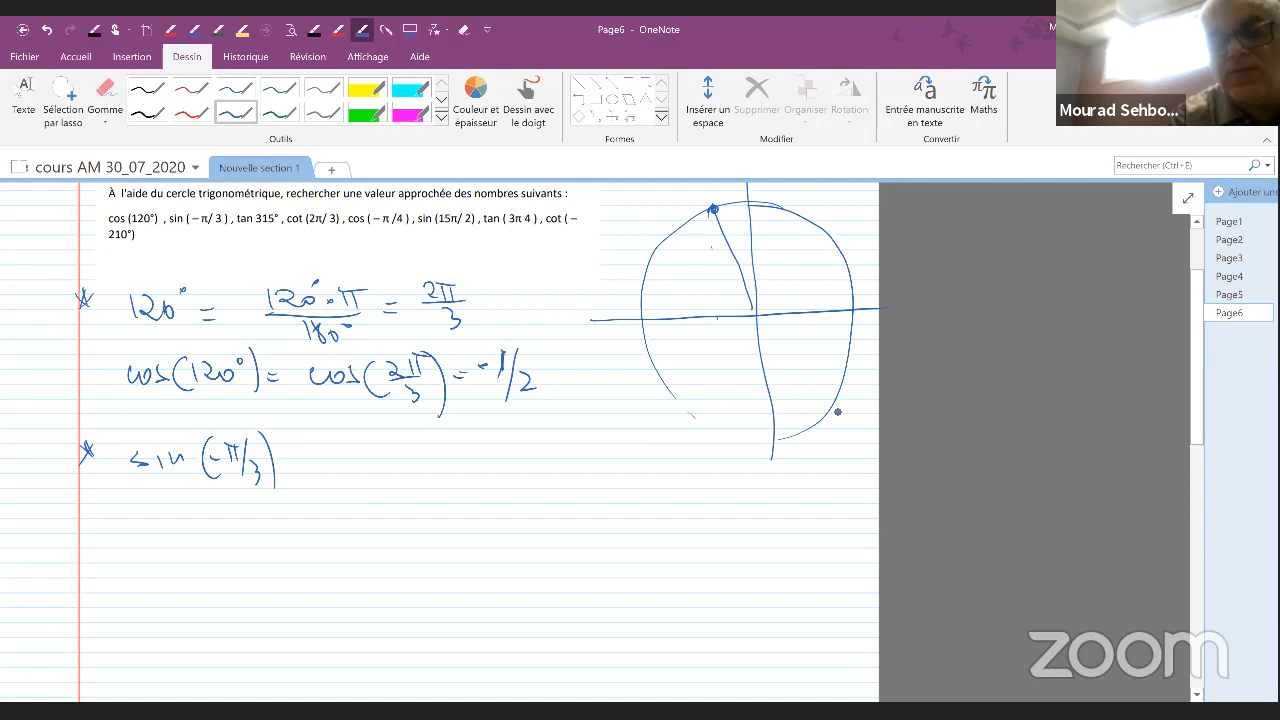 Page6 - OneNote
Fichier Accueil Insertion Dessin Historique Révision Affichage Aide
Texte
Sélection par lasso
Gomme
Couleur et épaisseur
Dessin avec le doigt
Insérer un espace
Supprimer
Organiser
Rotation
Entrée manuscrite en texte
Maths
Outils
Formes
Modifier
Convertir
Mourad Sehbo...
cours AM 30_07_2020
Nouvelle section 1
Rechercher (Ctrl+E)
Ajouter une
Page1
Page2
Page3
Page4
Page5
Page6
À l'aide du cercle trigonométrique, rechercher une valeur approchée des nombres suivants :
cos (120°) , sin ( − π/ 3 ) , tan 315° , cot (2π/ 3) , cos ( − π /4 ) , sin (15π/ 2) , tan ( 3π 4 ) , cot ( −
210°)
120° = 120°·π/180° = 2π/3
cos(120°) = cos(2π/3) = -1/2
sin(-π/3)
zoom